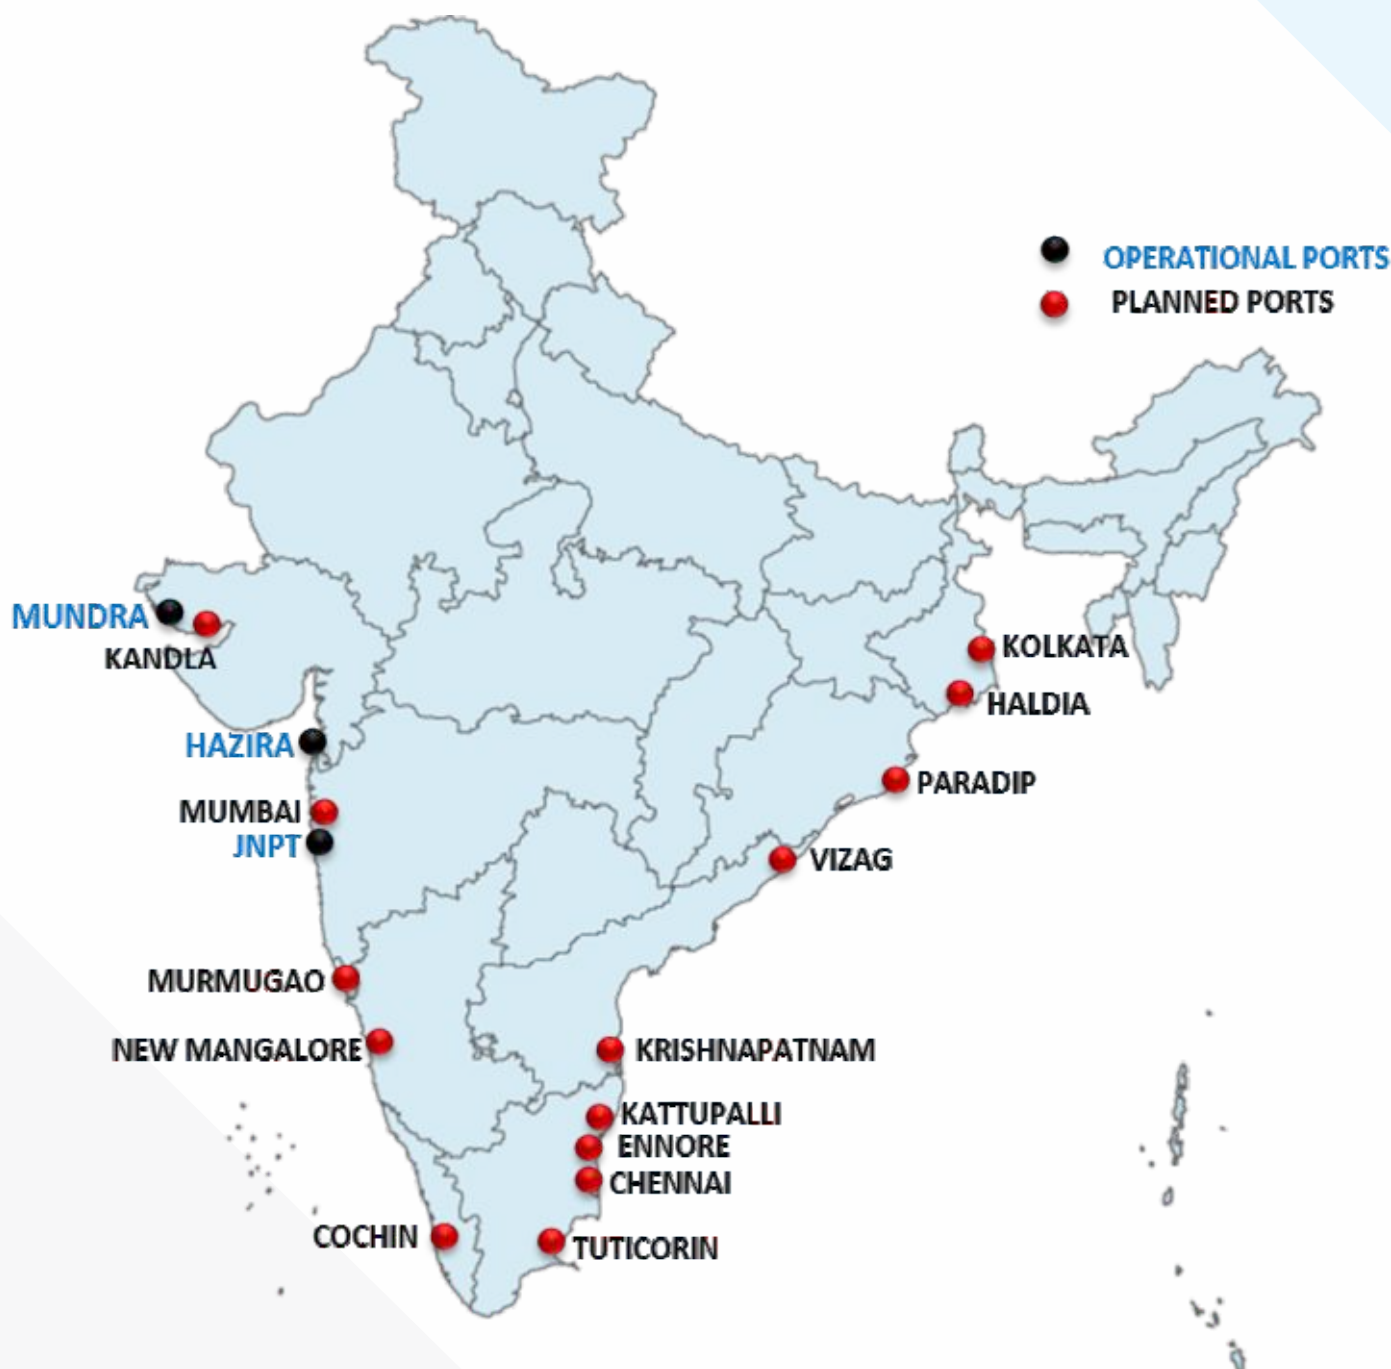 OPERATIONAL PORTS
PLANNED PORTS
MUNDRA
KANDLA
KOLKATA
HALDIA
HAZIRA
PARADIP
MUMBAI
JNPT
VIZAG
MURMUGAO
NEW MANGALORE
KRISHNAPATNAM
KATTUPALLI
ENNORE
CHENNAI
COCHIN
TUTICORIN